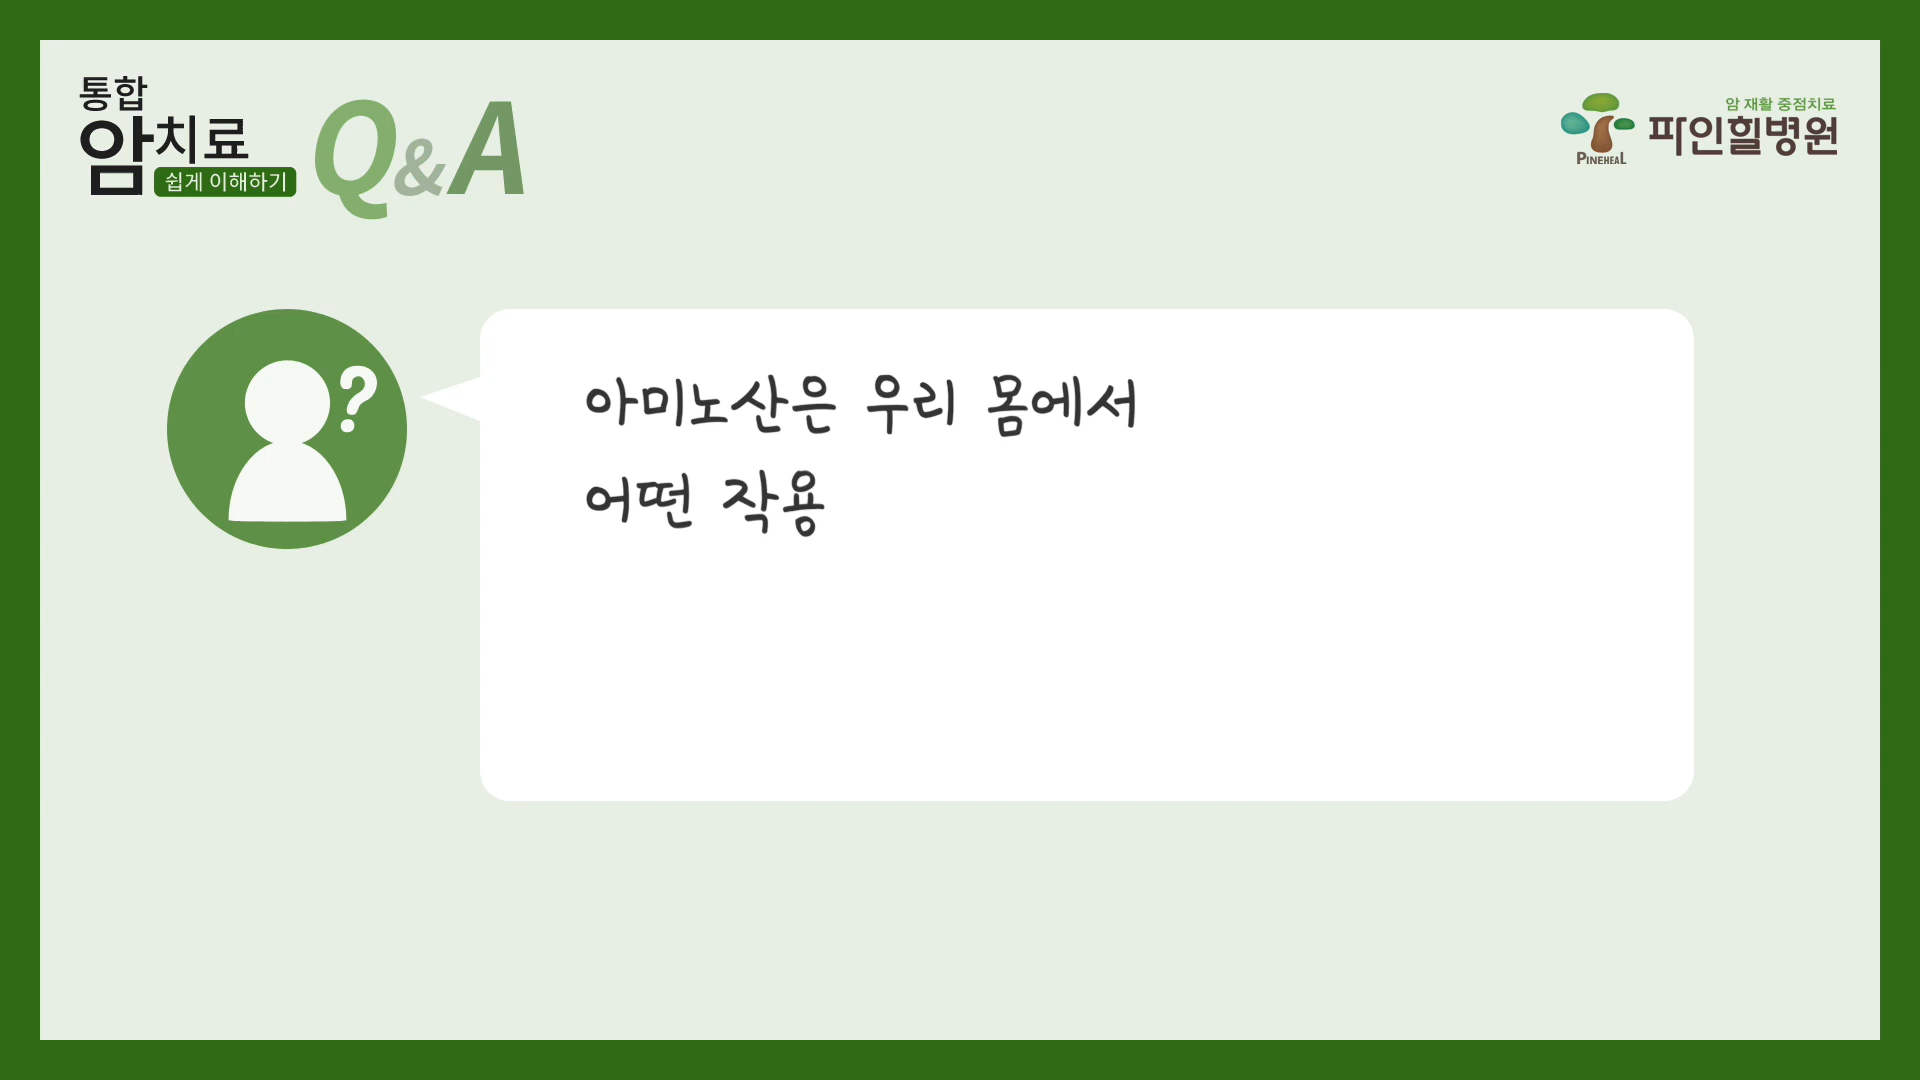 통합
암치료
쉽게 이해하기
Q&A
암 재활 중점치료
파인힐병원
PINEHEAL
?
아미노산은 우리 몸에서
어떤 작용